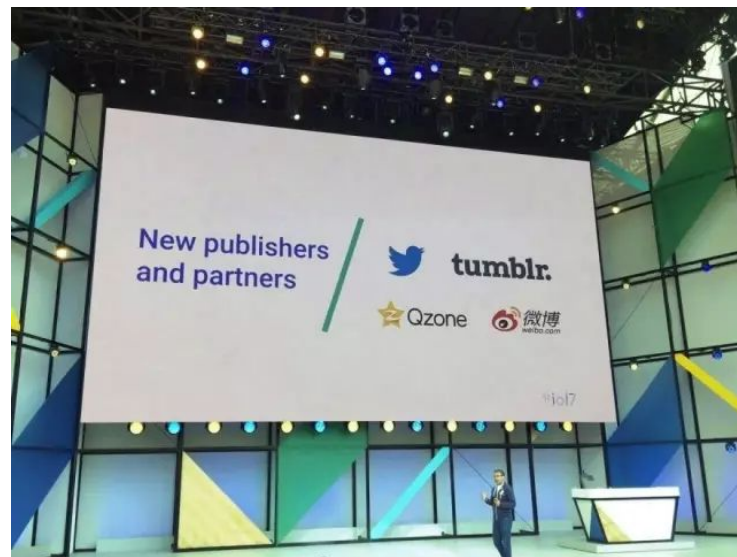 New publishers
and partners
tumblr.
Qzone
微博
weibo.com
#io17